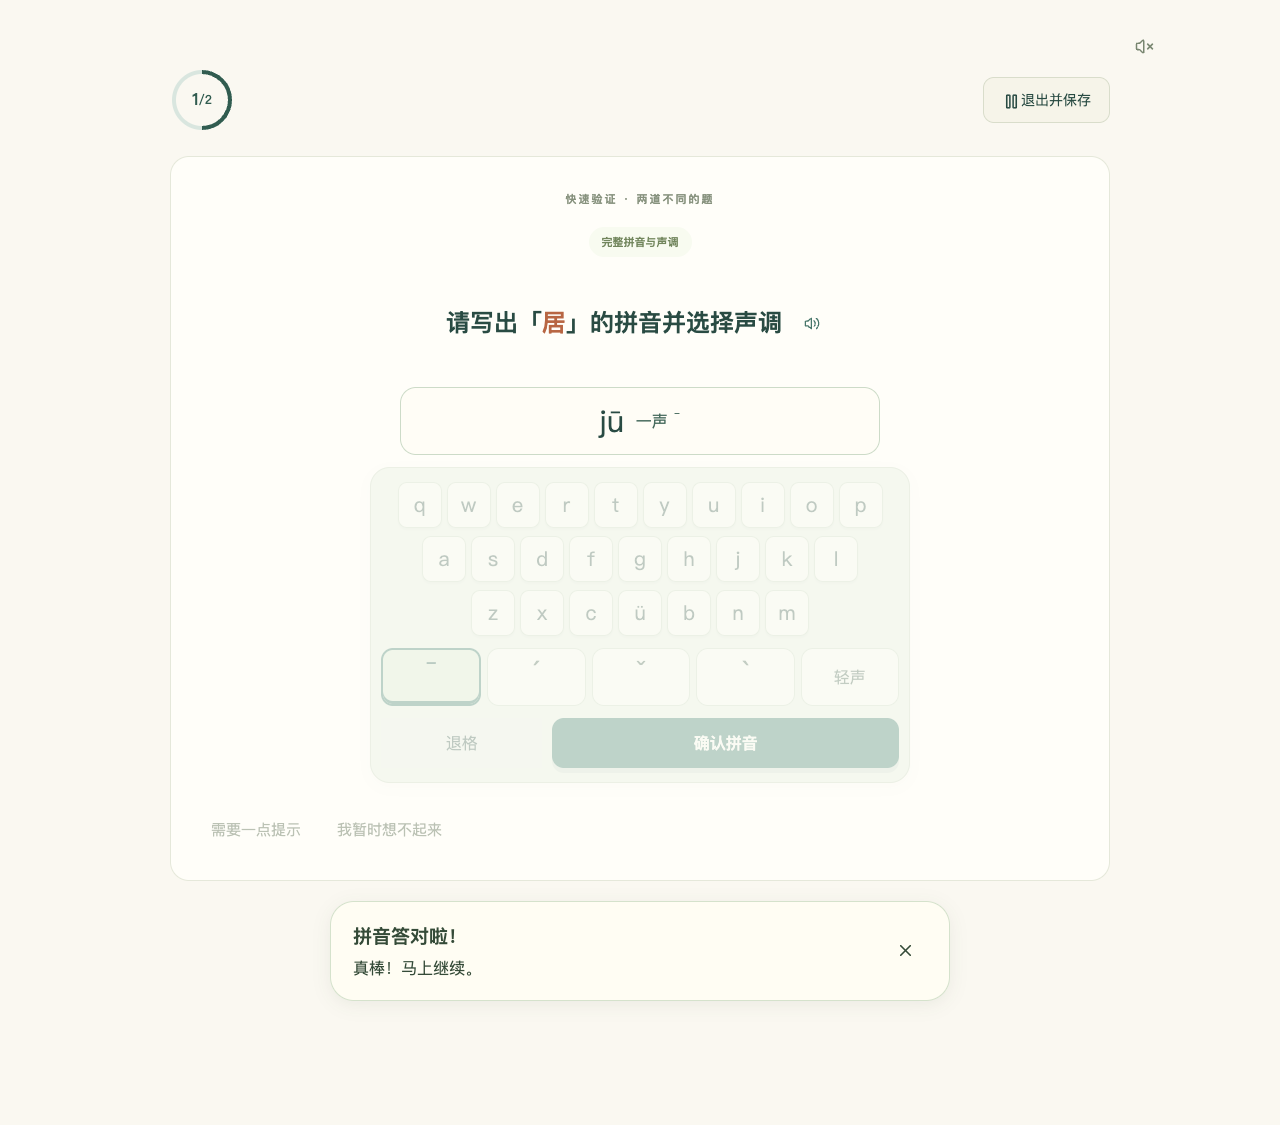 1/2
退出并保存
快速验证 · 两道不同的题
完整拼音与声调
请写出「居」的拼音并选择声调
jū 一声 ˉ
q w e r t y u i o p
a s d f g h j k l
z x c ü b n m
ˉ ˊ ˇ ˋ 轻声
退格 确认拼音
需要一点提示 我暂时想不起来
拼音答对啦！
真棒！马上继续。